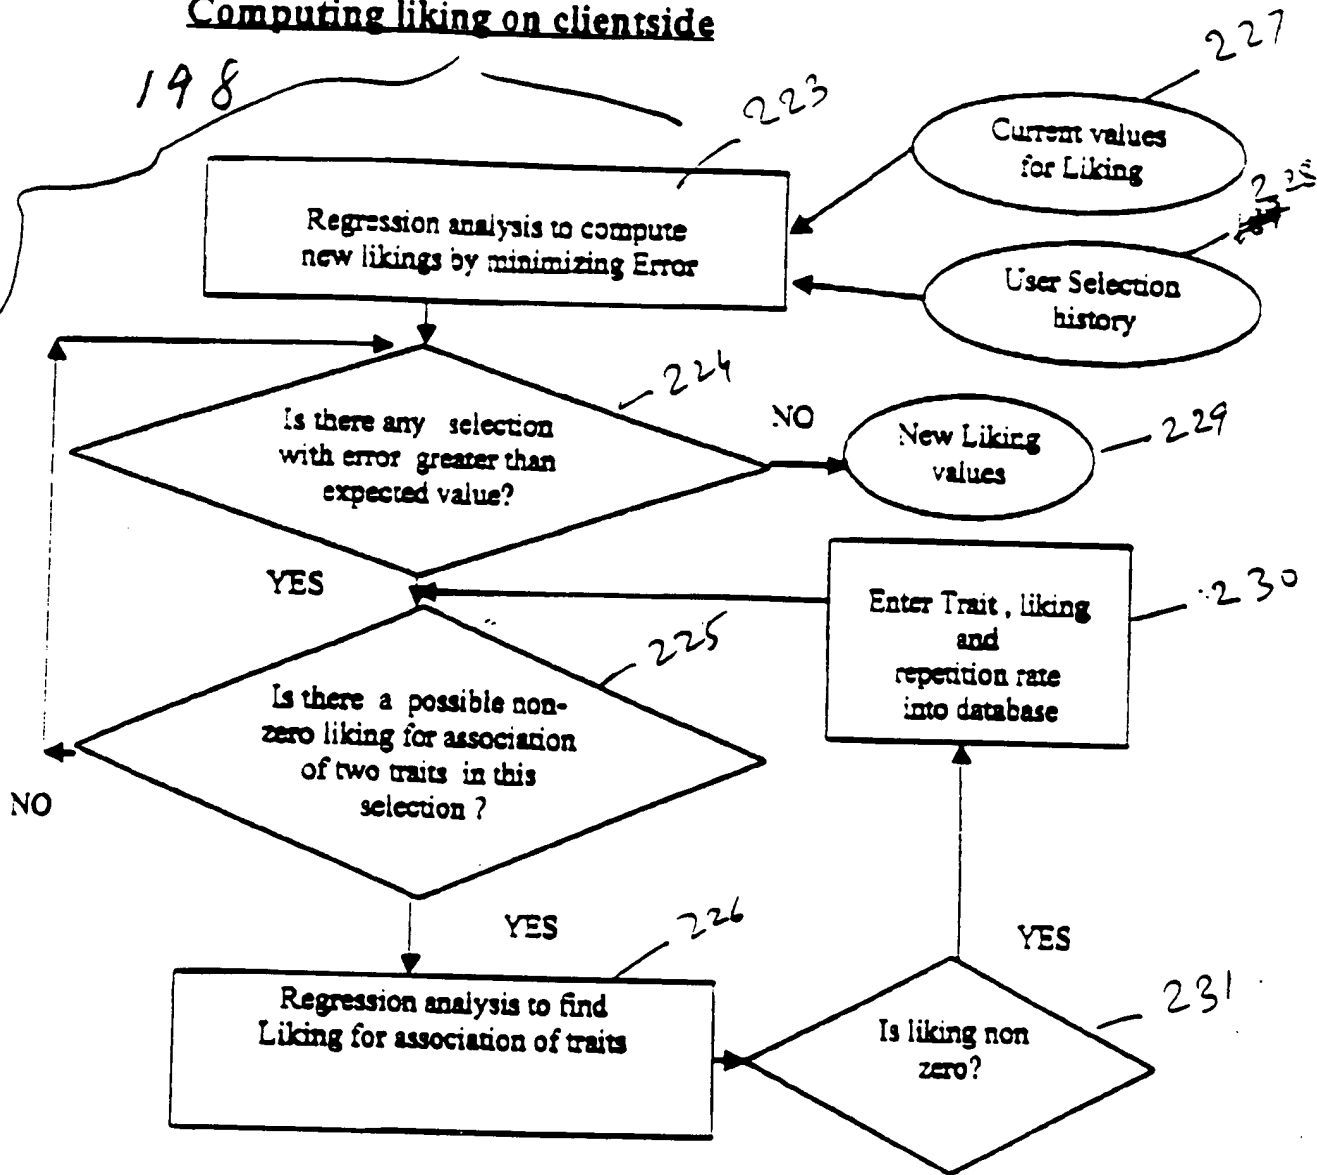 Computing liking on clientside
198
223
227
Current values
for Liking
Regression analysis to compute
new likings by minimizing Error
User Selection
history
224
Is there any selection
with error greater than
expected value?
NO
New Liking
values
229
YES
225
Enter Trait, liking
and
repetition rate
into database
230
Is there a possible non-
zero liking for association
of two traits in this
selection ?
NO
YES
226
YES
Regression analysis to find
Liking for association of traits
Is liking non
zero?
231